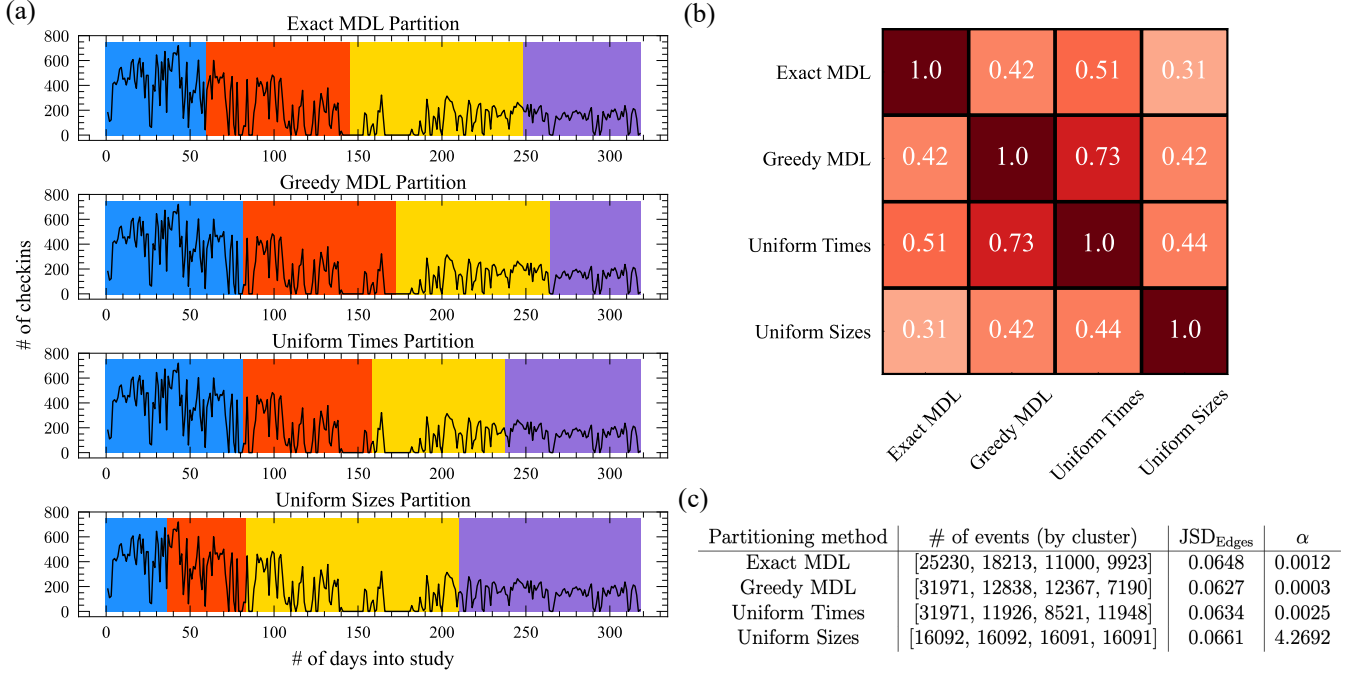 (a)
Exact MDL Partition
800
600
400
200
0
0 50 100 150 200 250 300
Greedy MDL Partition
800
600
400
200
0
0 50 100 150 200 250 300
Uniform Times Partition
800
600
400
200
0
0 50 100 150 200 250 300
Uniform Sizes Partition
800
600
400
200
0
0 50 100 150 200 250 300
# of checkins
# of days into study
(b)
Exact MDL 1.0 0.42 0.51 0.31
Greedy MDL 0.42 1.0 0.73 0.42
Uniform Times 0.51 0.73 1.0 0.44
Uniform Sizes 0.31 0.42 0.44 1.0
Exact MDL Greedy MDL Uniform Times Uniform Sizes
(c)
Partitioning method # of events (by cluster) JSD_Edges α
Exact MDL [25230, 18213, 11000, 9923] 0.0648 0.0012
Greedy MDL [31971, 12838, 12367, 7190] 0.0627 0.0003
Uniform Times [31971, 11926, 8521, 11948] 0.0634 0.0025
Uniform Sizes [16092, 16092, 16091, 16091] 0.0661 4.2692